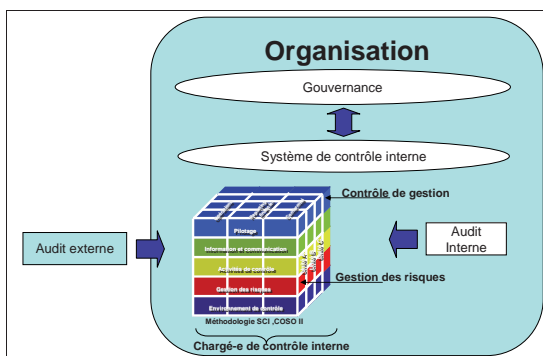 Organisation
Gouvernance
Système de contrôle interne
Contrôle de gestion
Pilotage
Information et communication
Audit externe
Audit
Interne
Activités de contrôle
Gestion des risques
Gestion des risques
Environnement de contrôle
Méthodologie SCI ,COSO II
Chargé-e de contrôle interne